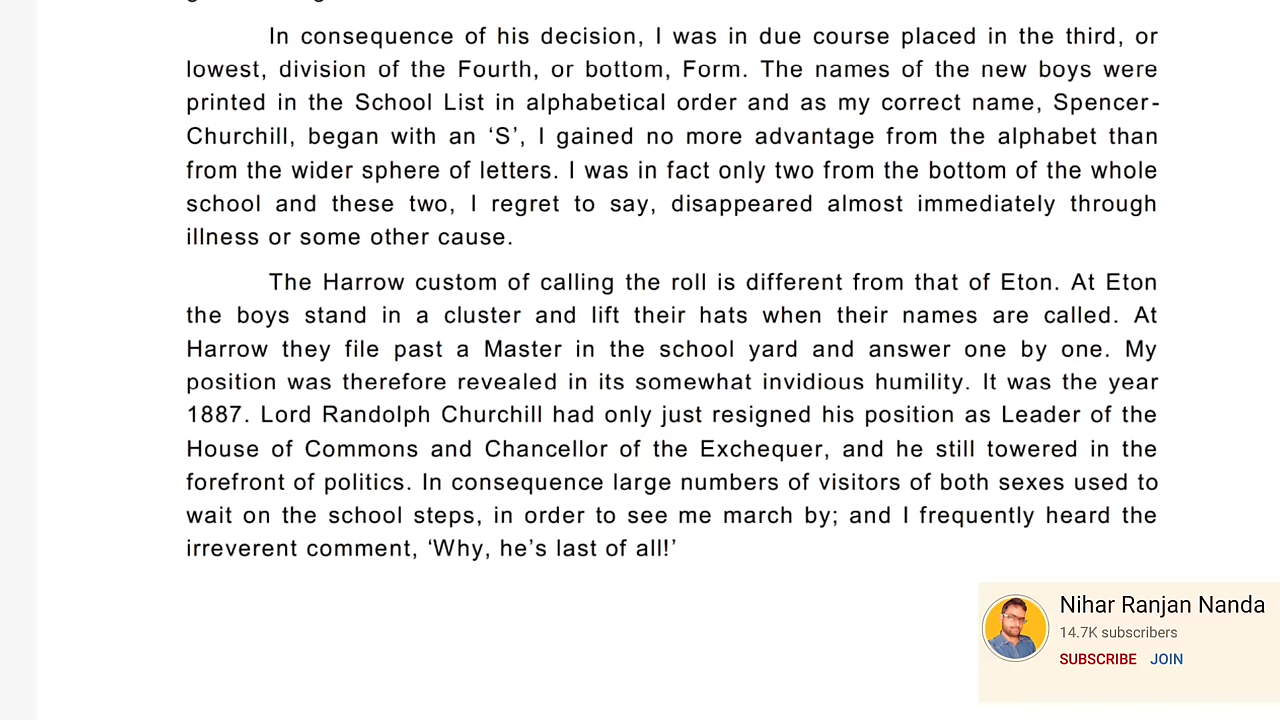 In consequence of his decision, I was in due course placed in the third, or
lowest, division of the Fourth, or bottom, Form. The names of the new boys were
printed in the School List in alphabetical order and as my correct name, Spencer-
Churchill, began with an ‘S’, I gained no more advantage from the alphabet than
from the wider sphere of letters. I was in fact only two from the bottom of the whole
school and these two, I regret to say, disappeared almost immediately through
illness or some other cause.
The Harrow custom of calling the roll is different from that of Eton. At Eton
the boys stand in a cluster and lift their hats when their names are called. At
Harrow they file past a Master in the school yard and answer one by one. My
position was therefore revealed in its somewhat invidious humility. It was the year
1887. Lord Randolph Churchill had only just resigned his position as Leader of the
House of Commons and Chancellor of the Exchequer, and he still towered in the
forefront of politics. In consequence large numbers of visitors of both sexes used to
wait on the school steps, in order to see me march by; and I frequently heard the
irreverent comment, ‘Why, he’s last of all!’
Nihar Ranjan Nanda
14.7K subscribers
SUBSCRIBE JOIN